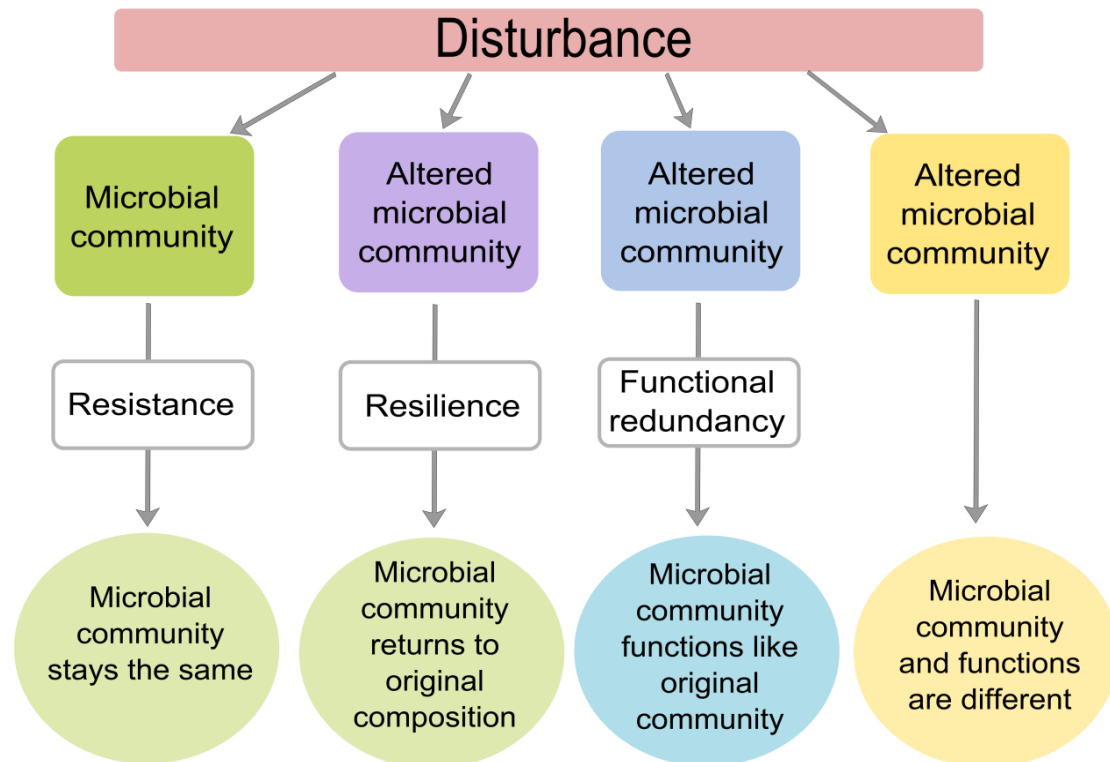 Disturbance
Microbial
community
Altered
microbial
community
Altered
microbial
community
Altered
microbial
community
Resistance
Resilience
Functional
redundancy
Microbial
community
stays the same
Microbial
community
returns to
original
composition
Microbial
community
functions like
original
community
Microbial
community
and functions
are different